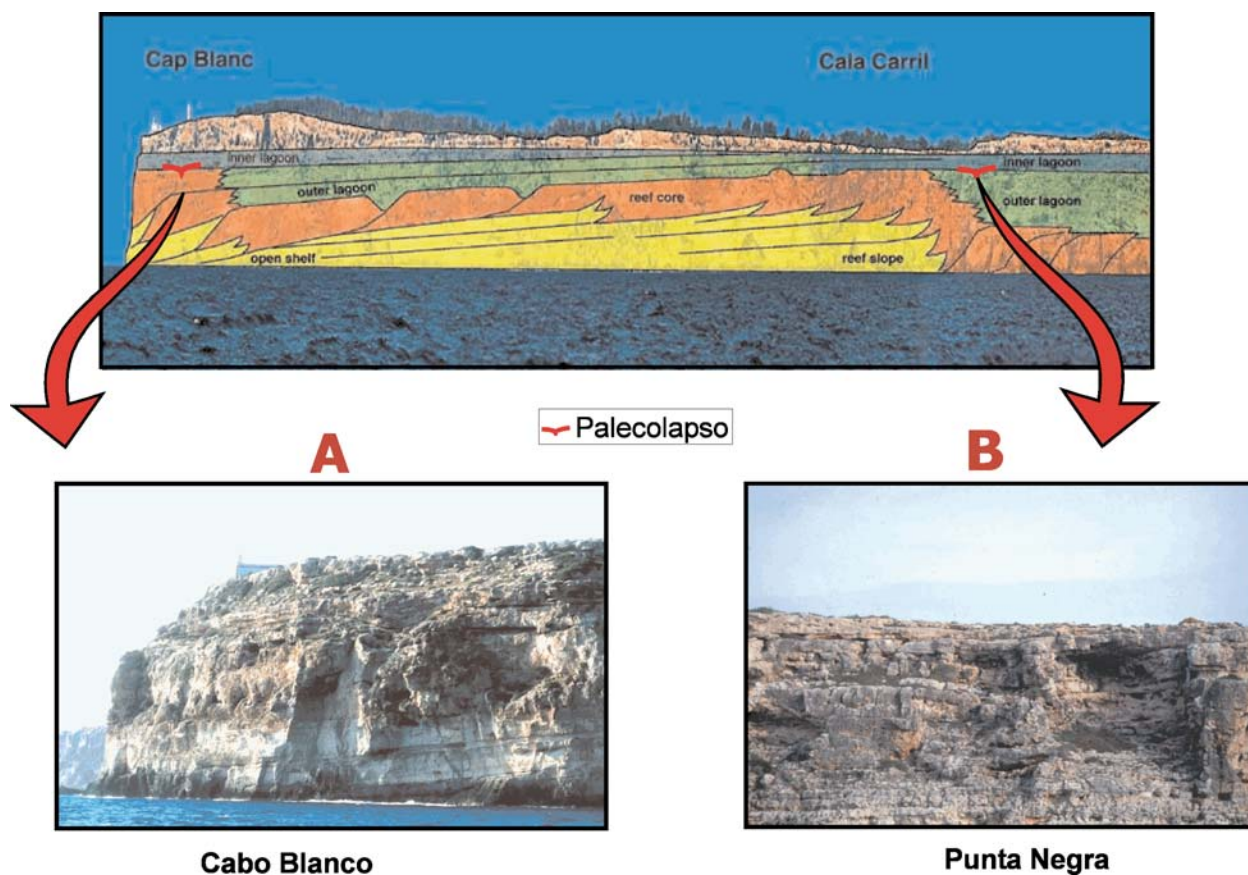 Cap Blanc
Cala Carril
inner lagoon
inner lagoon
outer lagoon
reef core
outer lagoon
open shelf
reef slope
A
Palecolapso
B
Cabo Blanco
Punta Negra